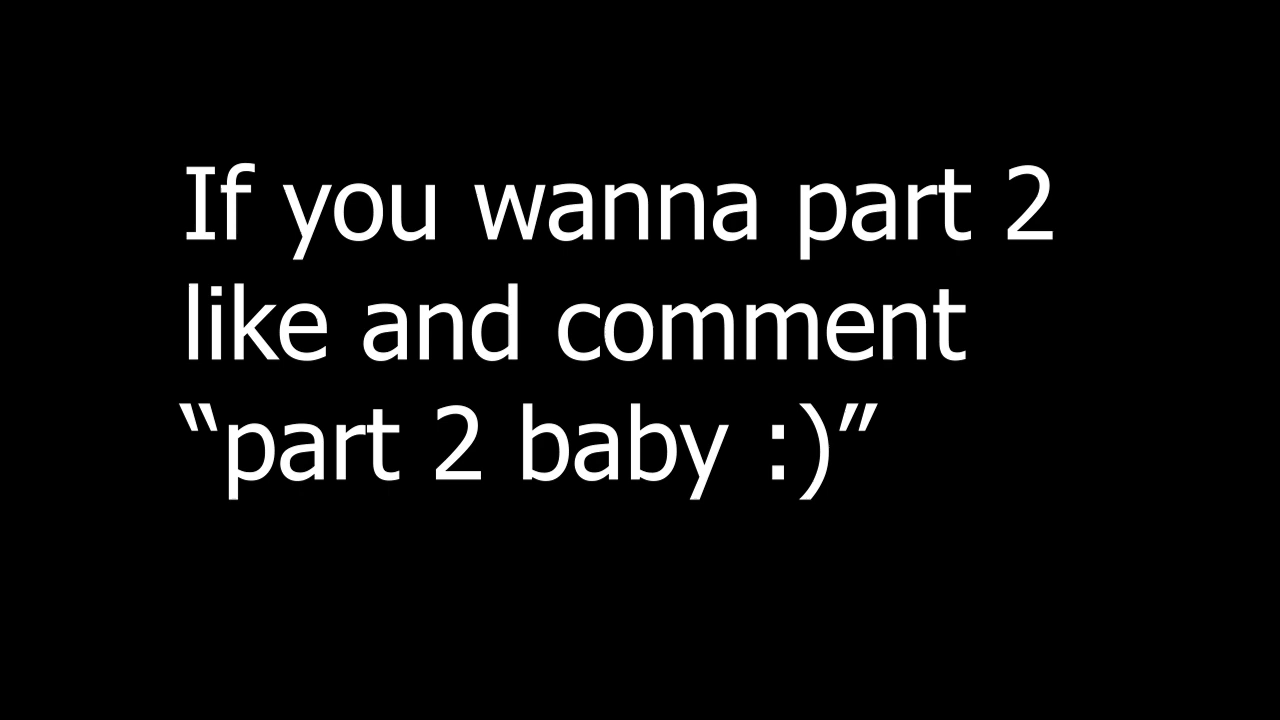 If you wanna part 2
like and comment
“part 2 baby :)”